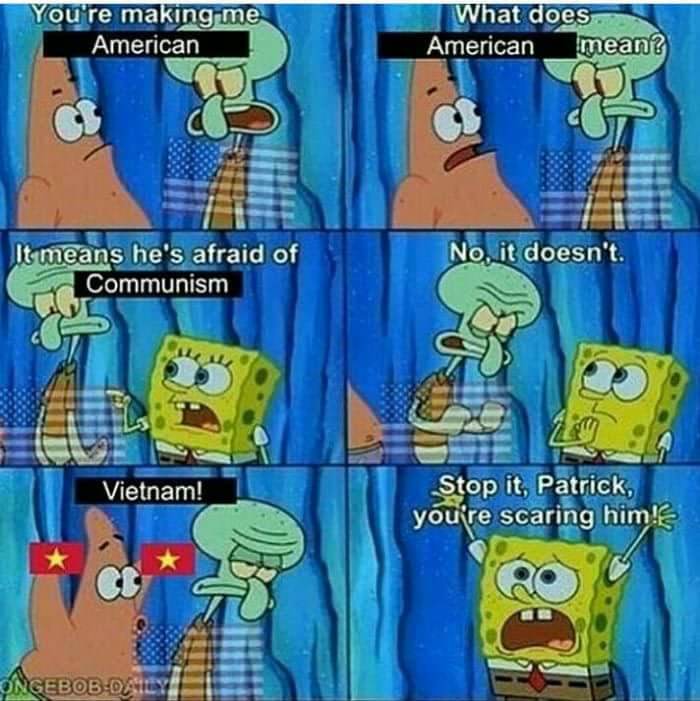 You're making me
American
What does
American mean?
It means he's afraid of
Communism
No, it doesn't.
Vietnam!
Stop it, Patrick,
you're scaring him!
ONGEBOB-DAILY